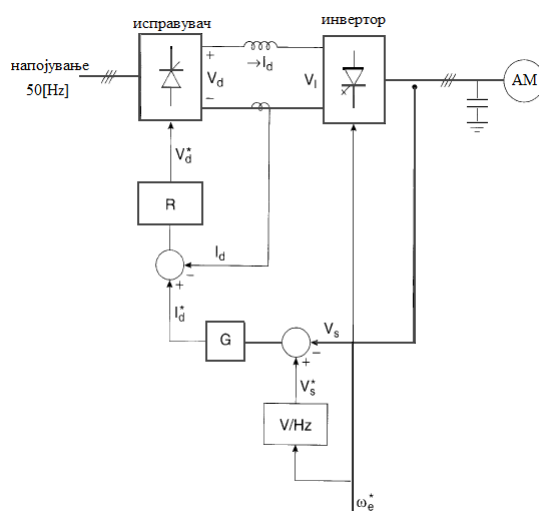 исправувач
инвертор
напојување
50[Hz]
+
V_d
−
→I_d
V_I
AM
V_d^*
R
I_d
−
+
I_d^*
G
V_s
−
+
V_s^*
V/Hz
ω_e^*